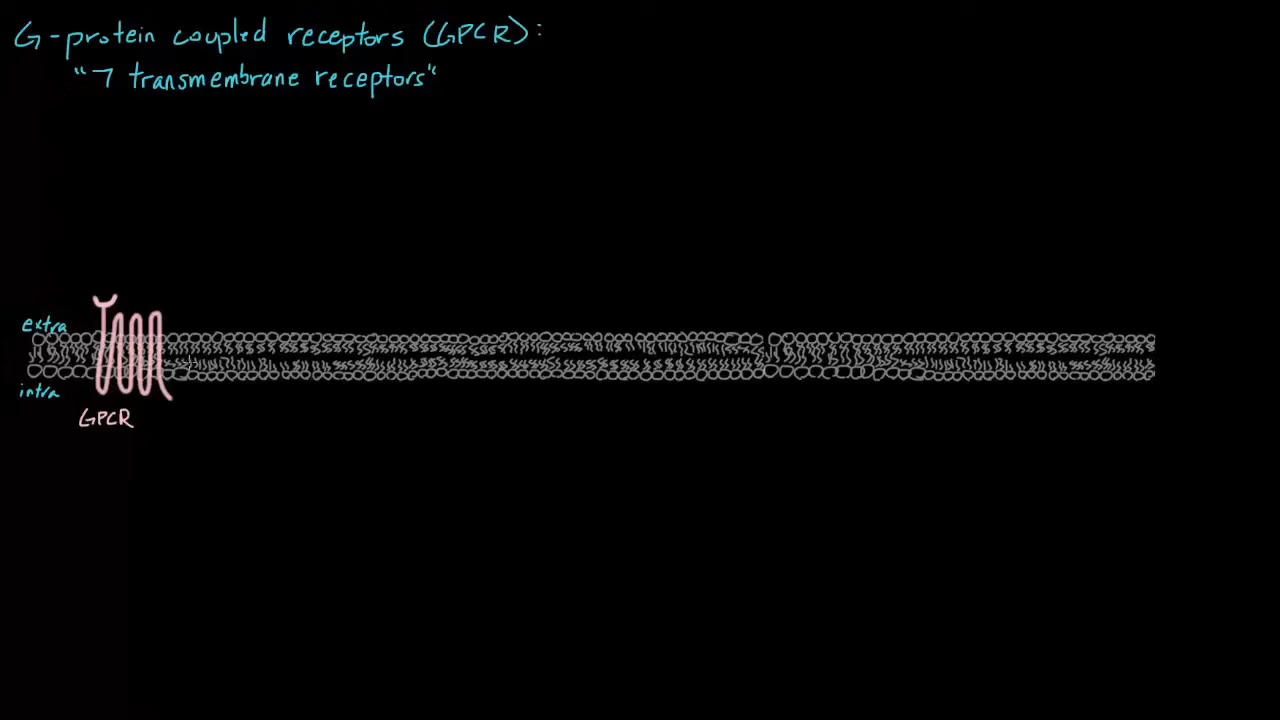 G-protein coupled receptors (GPCR):
"7 transmembrane receptors"
extra
intra
GPCR